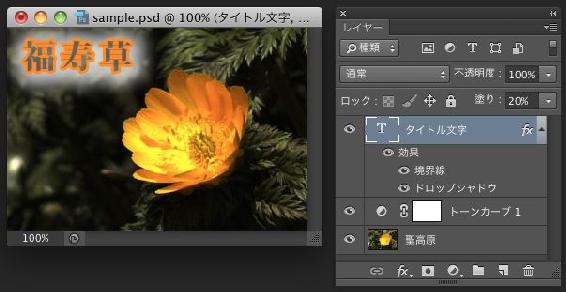 sample.psd @ 100% (タイトル文字, ...
福寿草
100%
レイヤー
種類
通常
不透明度： 100%
ロック：
塗り： 20%
T タイトル文字 fx
効果
境界線
ドロップシャドウ
トーンカーブ 1
聖高原
fx